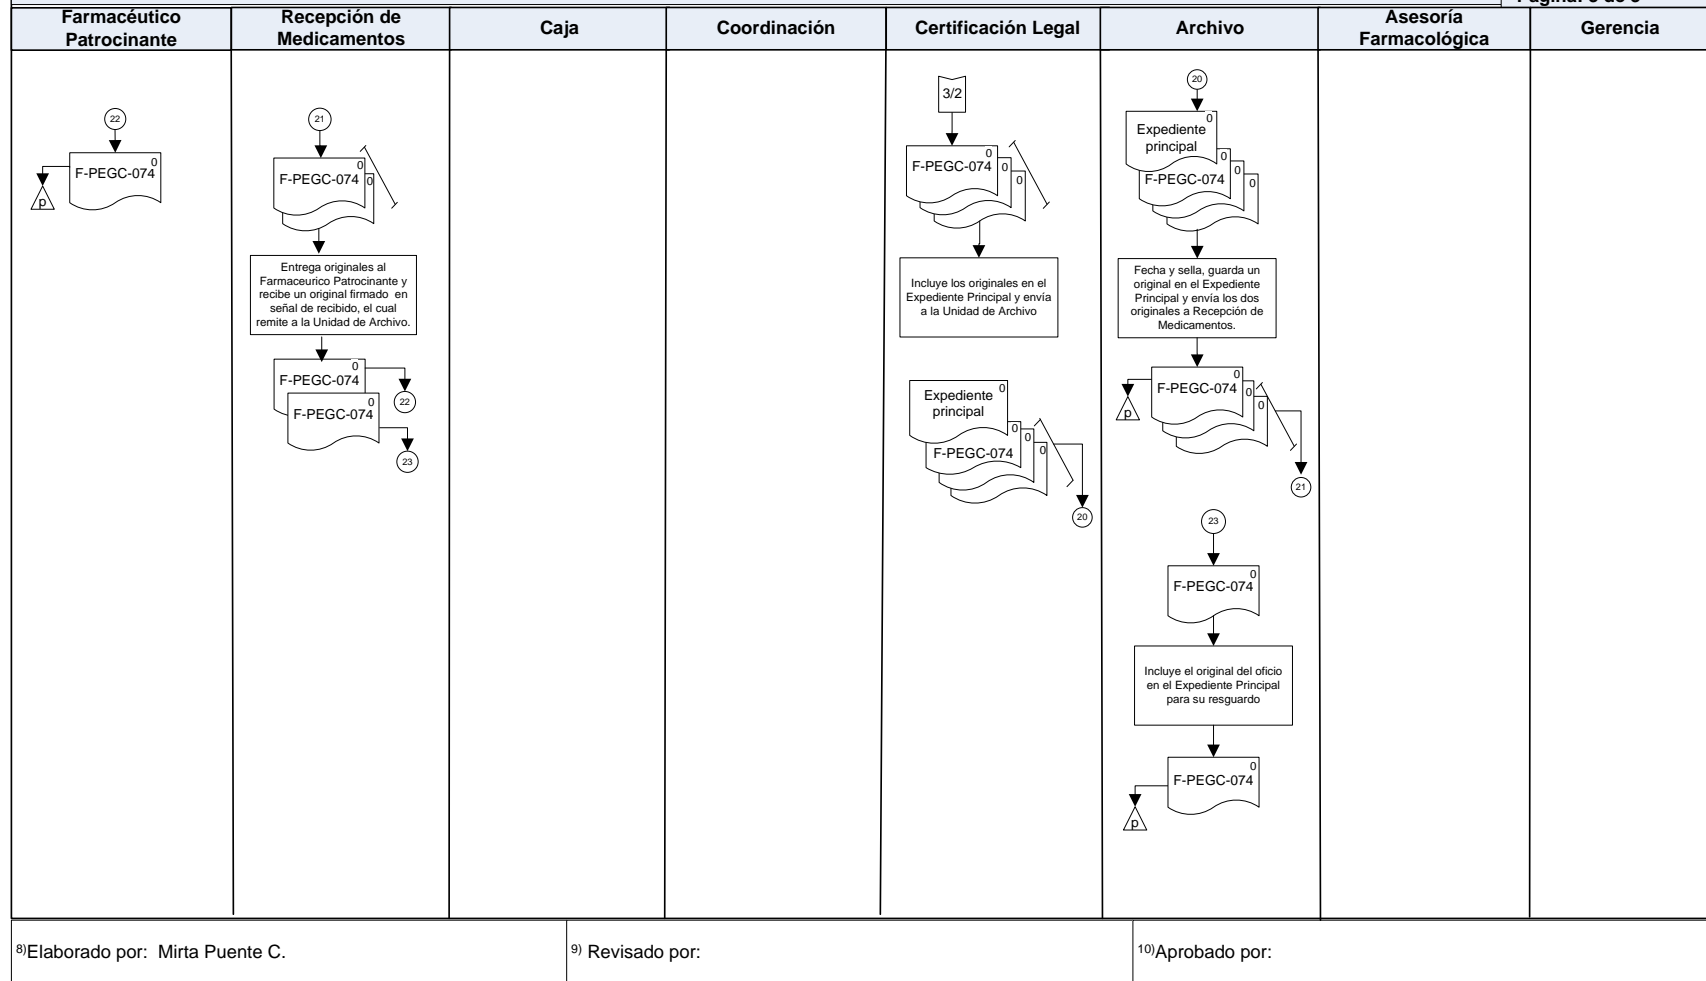 Farmacéutico
Patrocinante
Recepción de
Medicamentos
Caja
Coordinación
Certificación Legal
Archivo
Asesoría
Farmacológica
Gerencia
22
0
F-PEGC-074
p
21
0
F-PEGC-074
0
Entrega originales al
Farmaceurico Patrocinante y
recibe un original firmado en
señal de recibido, el cual
remite a la Unidad de Archivo.
0
F-PEGC-074
22
0
F-PEGC-074
23
3/2
0
F-PEGC-074
0
0
Incluye los originales en el
Expediente Principal y envía
a la Unidad de Archivo
0
Expediente
principal
0
F-PEGC-074
0
0
20
20
0
Expediente
principal
0
F-PEGC-074
0
0
Fecha y sella, guarda un
original en el Expediente
Principal y envía los dos
originales a Recepción de
Medicamentos.
0
F-PEGC-074
0
0
p
21
23
0
F-PEGC-074
Incluye el original del oficio
en el Expediente Principal
para su resguardo
0
F-PEGC-074
p
8)Elaborado por: Mirta Puente C.
9) Revisado por:
10)Aprobado por: